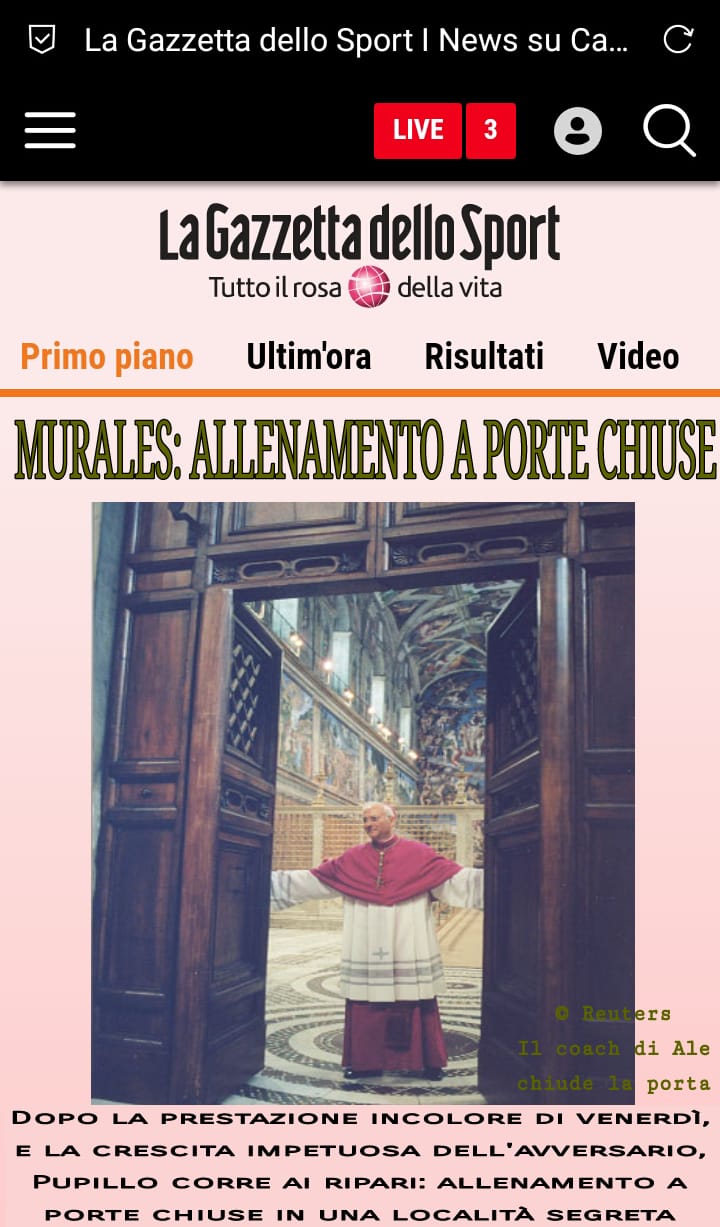 La Gazzetta dello Sport I News su Ca...
LIVE 3
La Gazzetta dello Sport
Tutto il rosa della vita
Primo piano Ultim'ora Risultati Video
MURALES: ALLENAMENTO A PORTE CHIUSE
© Reuters
Il coach di Ale
chiude la porta
Dopo la prestazione incolore di venerdì,
e la crescita impetuosa dell'avversario,
Pupillo corre ai ripari: allenamento a
porte chiuse in una località segreta